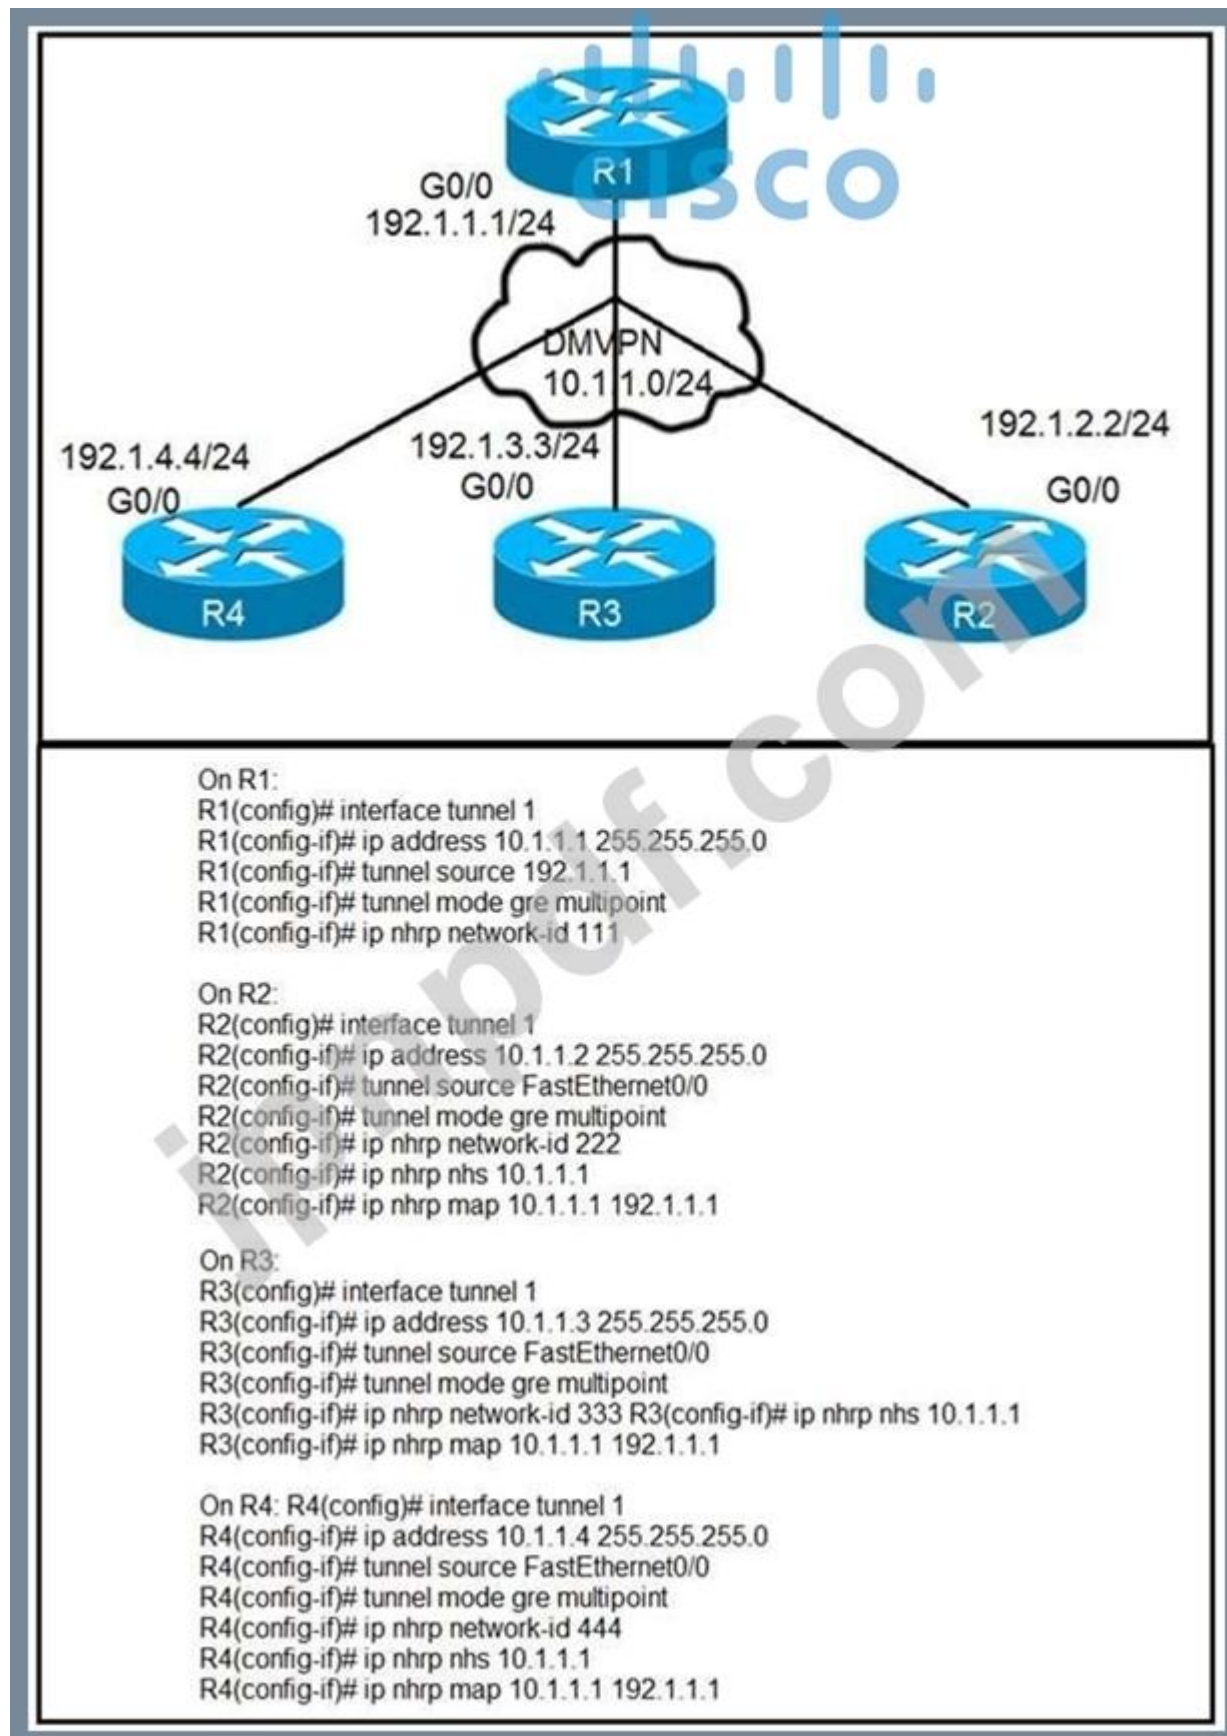 CISCO
R1
G0/0
192.1.1.1/24
DMVPN
10.1.1.0/24
192.1.4.4/24
G0/0
192.1.3.3/24
G0/0
192.1.2.2/24
G0/0
R4
R3
R2
On R1:
R1(config)# interface tunnel 1
R1(config-if)# ip address 10.1.1.1 255.255.255.0
R1(config-if)# tunnel source 192.1.1.1
R1(config-if)# tunnel mode gre multipoint
R1(config-if)# ip nhrp network-id 111
On R2:
R2(config)# interface tunnel 1
R2(config-if)# ip address 10.1.1.2 255.255.255.0
R2(config-if)# tunnel source FastEthernet0/0
R2(config-if)# tunnel mode gre multipoint
R2(config-if)# ip nhrp network-id 222
R2(config-if)# ip nhrp nhs 10.1.1.1
R2(config-if)# ip nhrp map 10.1.1.1 192.1.1.1
On R3:
R3(config)# interface tunnel 1
R3(config-if)# ip address 10.1.1.3 255.255.255.0
R3(config-if)# tunnel source FastEthernet0/0
R3(config-if)# tunnel mode gre multipoint
R3(config-if)# ip nhrp network-id 333 R3(config-if)# ip nhrp nhs 10.1.1.1
R3(config-if)# ip nhrp map 10.1.1.1 192.1.1.1
On R4: R4(config)# interface tunnel 1
R4(config-if)# ip address 10.1.1.4 255.255.255.0
R4(config-if)# tunnel source FastEthernet0/0
R4(config-if)# tunnel mode gre multipoint
R4(config-if)# ip nhrp network-id 444
R4(config-if)# ip nhrp nhs 10.1.1.1
R4(config-if)# ip nhrp map 10.1.1.1 192.1.1.1
jpnpdf.com